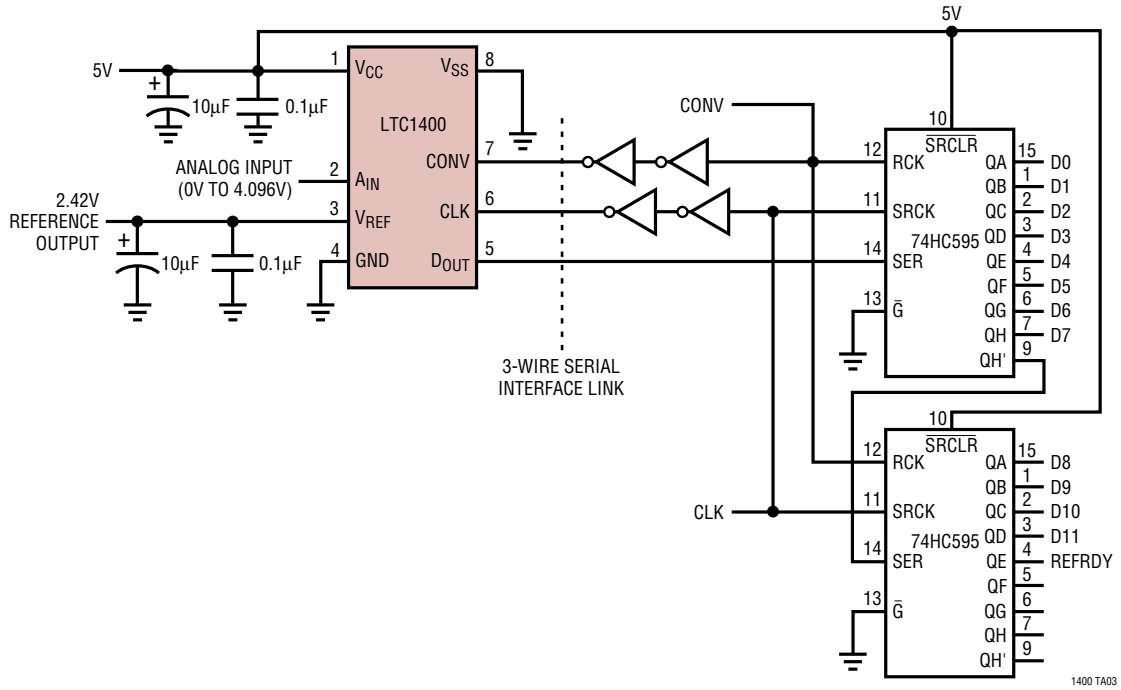 5V
5V
+
10µF
0.1µF
1
VCC
VSS
8
LTC1400
ANALOG INPUT
(0V TO 4.096V)
2
AIN
CONV
7
2.42V
REFERENCE
OUTPUT
3
VREF
CLK
6
+
10µF
0.1µF
4
GND
DOUT
5
3-WIRE SERIAL
INTERFACE LINK
CONV
CLK
10
SRCLR
12
RCK
11
SRCK
74HC595
14
SER
13
G
QA
15
D0
QB
1
D1
QC
2
D2
QD
3
D3
QE
4
D4
QF
5
D5
QG
6
D6
QH
7
D7
QH'
9
10
SRCLR
12
RCK
11
SRCK
74HC595
14
SER
13
G
QA
15
D8
QB
1
D9
QC
2
D10
QD
3
D11
QE
4
REFRDY
QF
5
QG
6
QH
7
QH'
9
1400 TA03